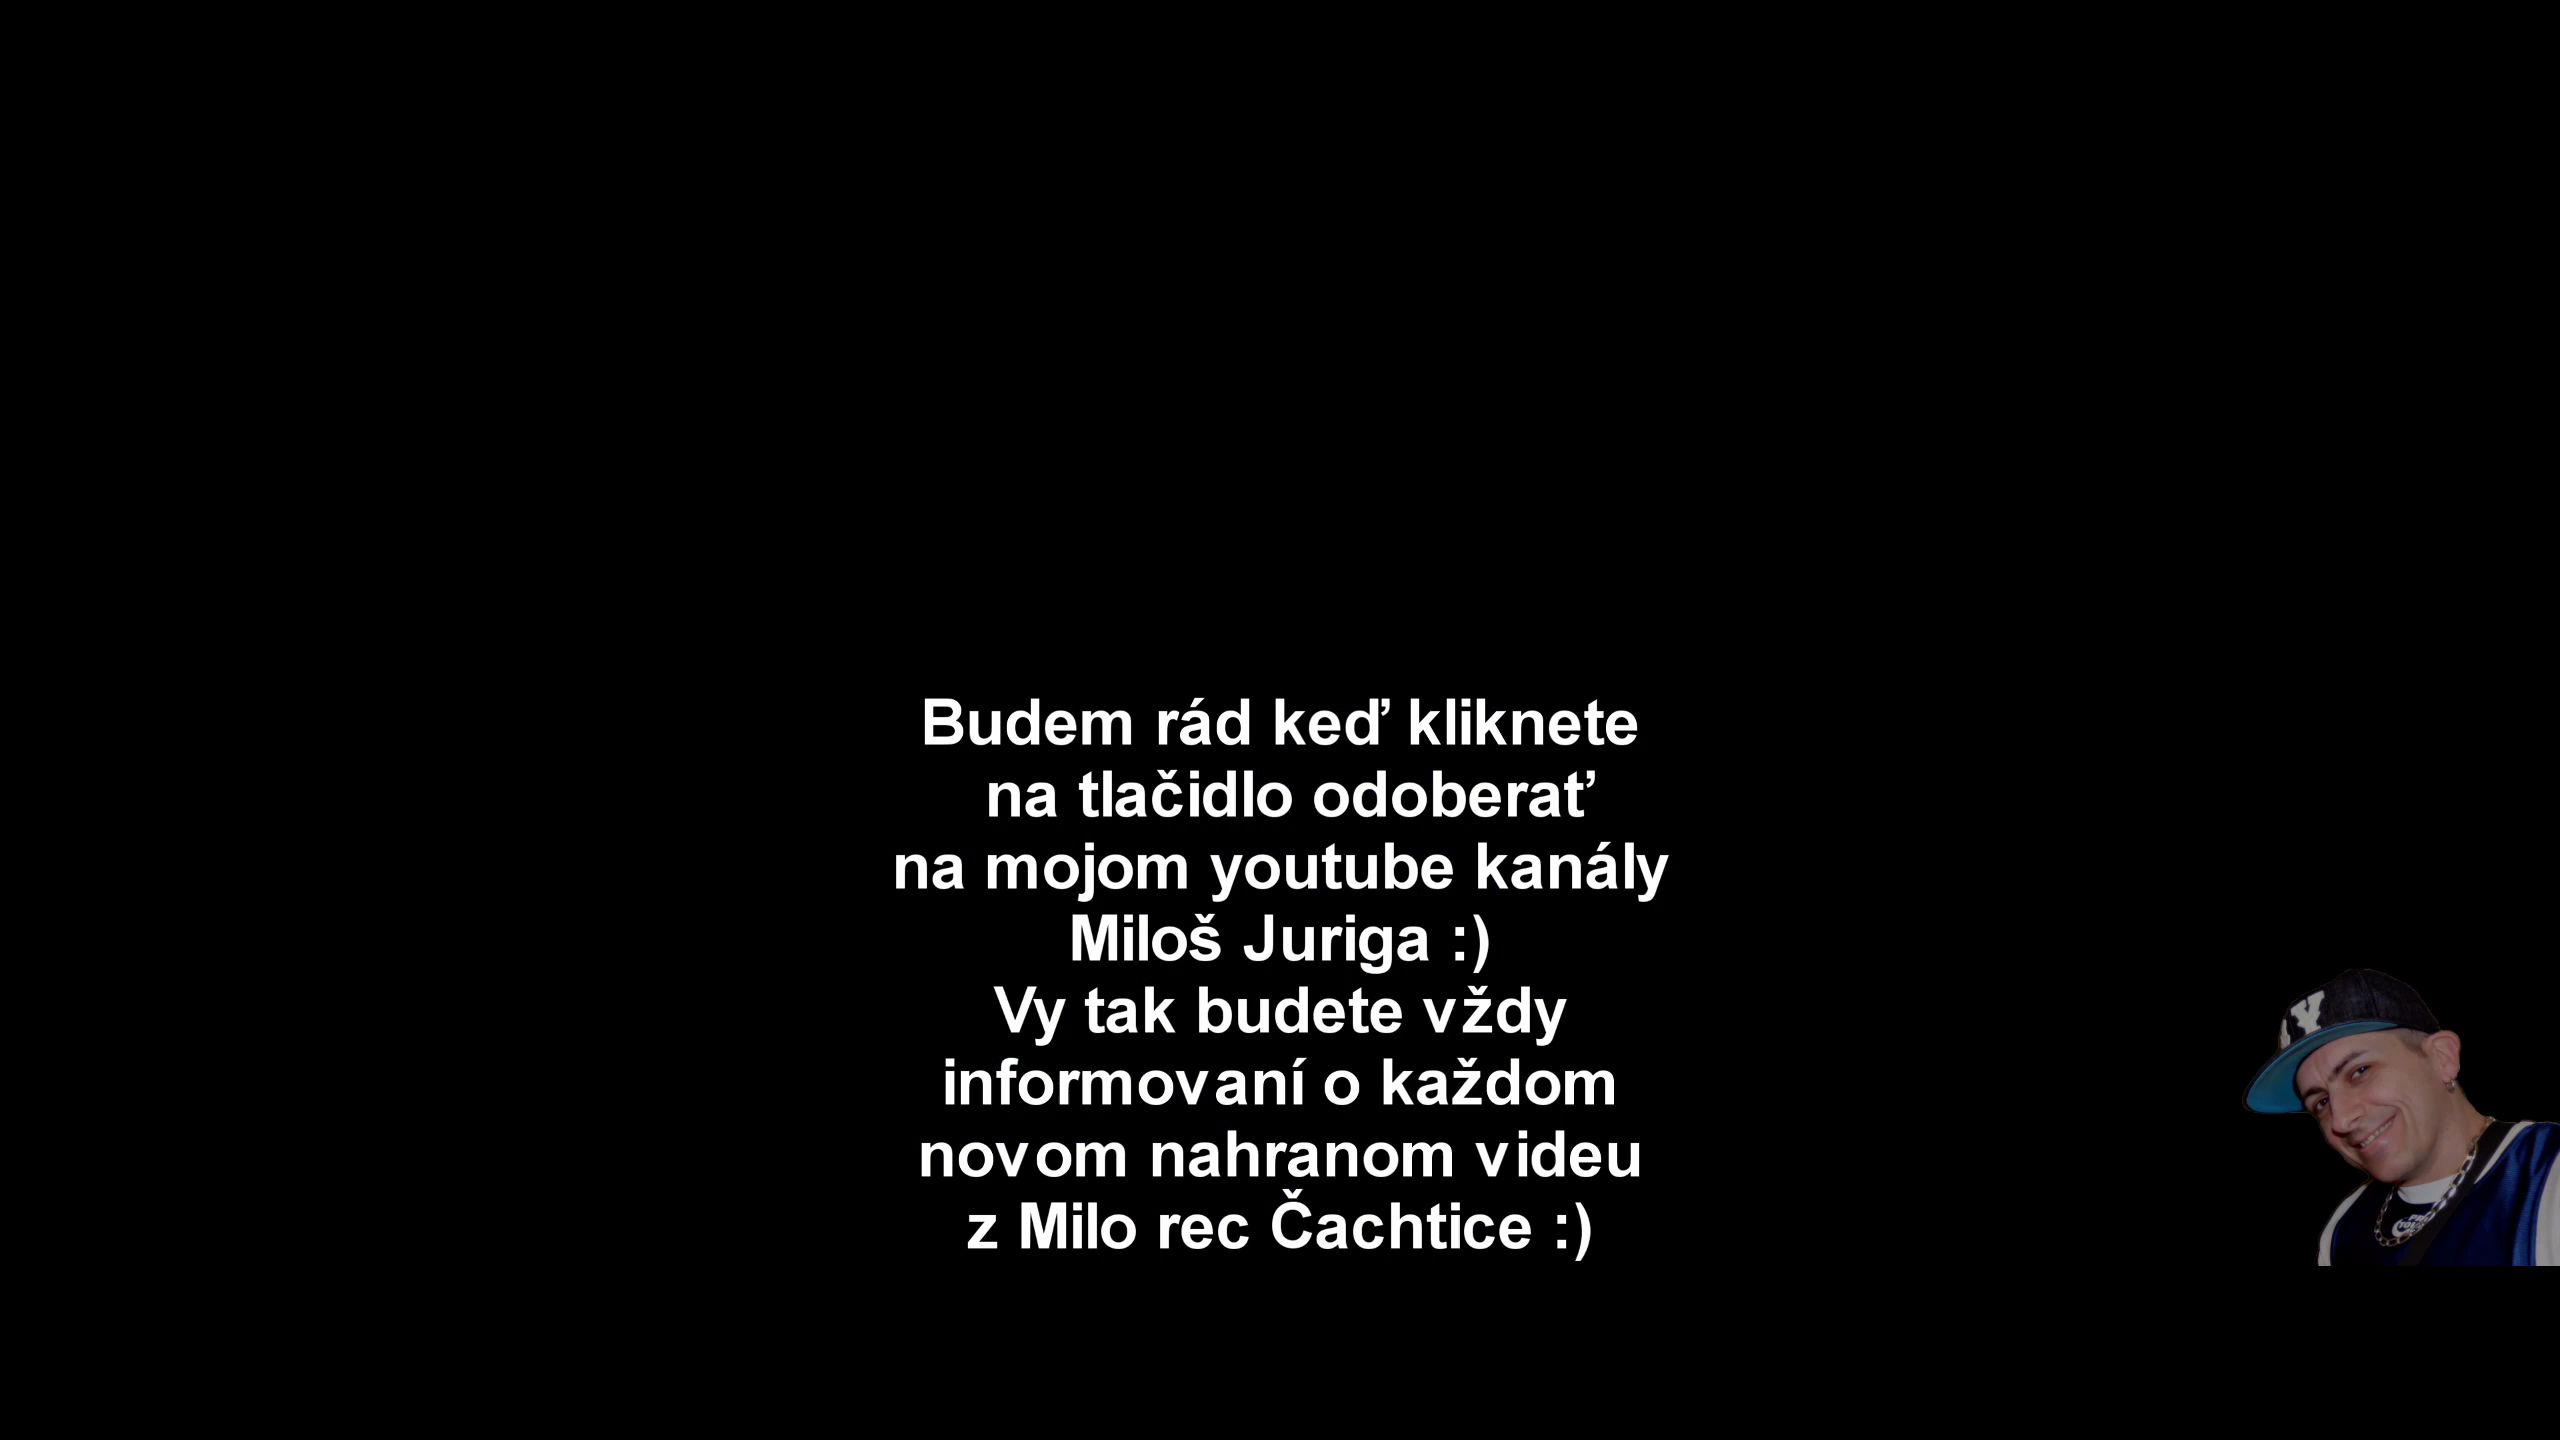 Budem rád keď kliknete
na tlačidlo odoberať
na mojom youtube kanály
Miloš Juriga :)
Vy tak budete vždy
informovaní o každom
novom nahranom videu
z Milo rec Čachtice :)